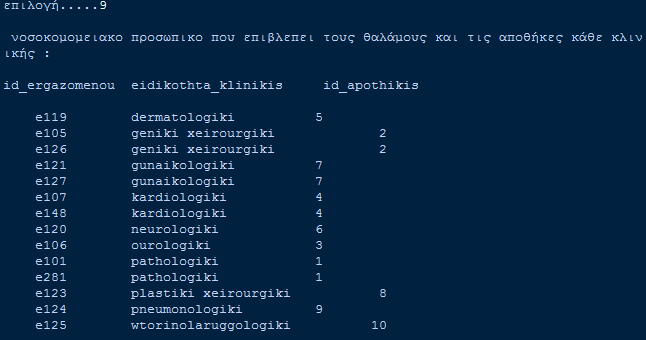 επιλογή.....9
νοσοκομομειακο προσωπικο που επιβλεπει τους θαλάμους και τις αποθήκες κάθε κλιν
ικής :
id_ergazomenou eidikothta_klinikis id_apothikis
e119 dermatologiki 5
e105 geniki xeirourgiki 2
e126 geniki xeirourgiki 2
e121 gunaikologiki 7
e127 gunaikologiki 7
e107 kardiologiki 4
e148 kardiologiki 4
e120 neurologiki 6
e106 ourologiki 3
e101 pathologiki 1
e281 pathologiki 1
e123 plastiki xeirourgiki 8
e124 pneumonologiki 9
e125 wtorinolaruggologiki 10